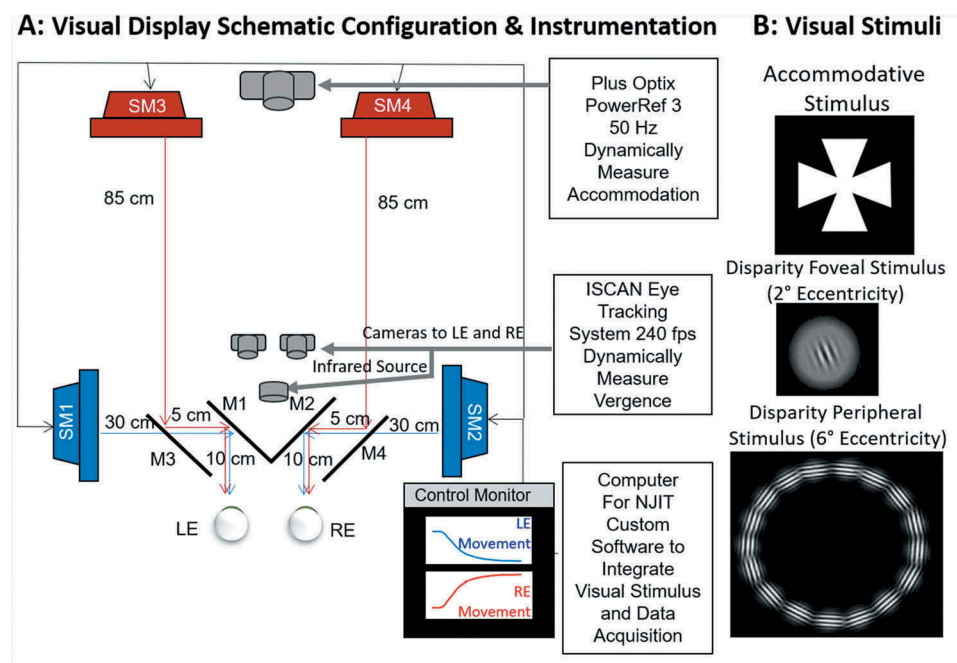 A: Visual Display Schematic Configuration & Instrumentation
SM3
SM4
85 cm
85 cm
Plus Optix
PowerRef 3
50 Hz
Dynamically
Measure
Accommodation
Cameras to LE and RE
Infrared Source
ISCAN Eye
Tracking
System 240 fps
Dynamically
Measure
Vergence
SM1
30 cm
5 cm
M1
M2
5 cm
30 cm
SM2
M3
10 cm
10 cm
M4
LE
RE
Control Monitor
LE
Movement
RE
Movement
Computer
For NJIT
Custom
Software to
Integrate
Visual Stimulus
and Data
Acquisition
B: Visual Stimuli
Accommodative
Stimulus
Disparity Foveal Stimulus
(2° Eccentricity)
Disparity Peripheral
Stimulus (6° Eccentricity)